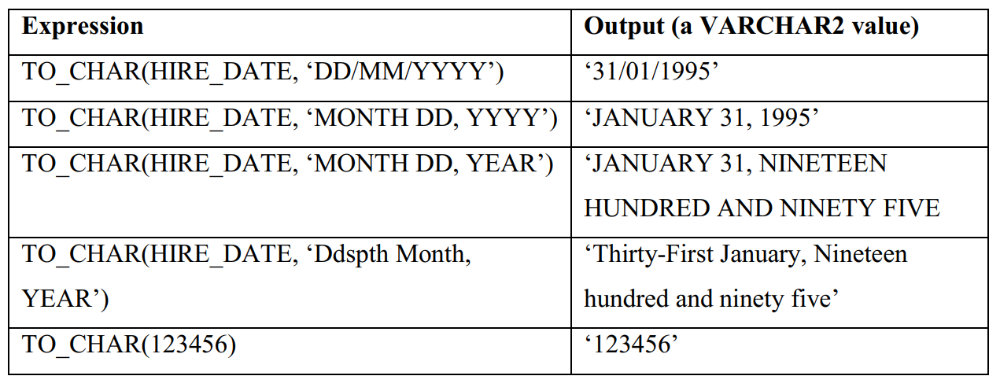 Expression
Output (a VARCHAR2 value)
TO_CHAR(HIRE_DATE, ‘DD/MM/YYYY’)
‘31/01/1995’
TO_CHAR(HIRE_DATE, ‘MONTH DD, YYYY’)
‘JANUARY 31, 1995’
TO_CHAR(HIRE_DATE, ‘MONTH DD, YEAR’)
‘JANUARY 31, NINETEEN
HUNDRED AND NINETY FIVE
TO_CHAR(HIRE_DATE, ‘Ddspth Month,
YEAR’)
‘Thirty-First January, Nineteen
hundred and ninety five’
TO_CHAR(123456)
‘123456’